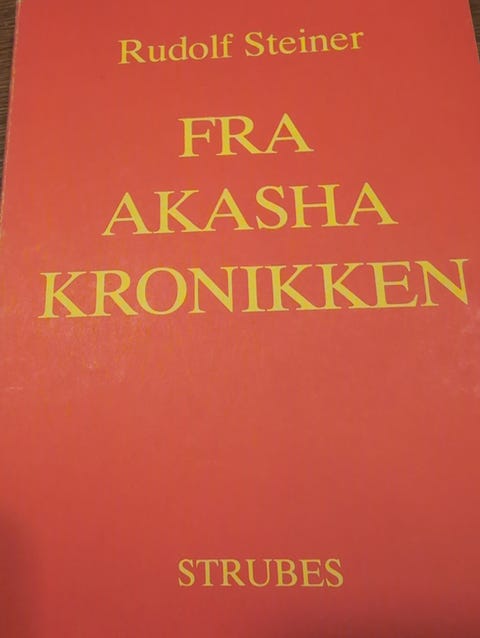 Rudolf Steiner
FRA
AKASHA
KRONIKKEN
STRUBES